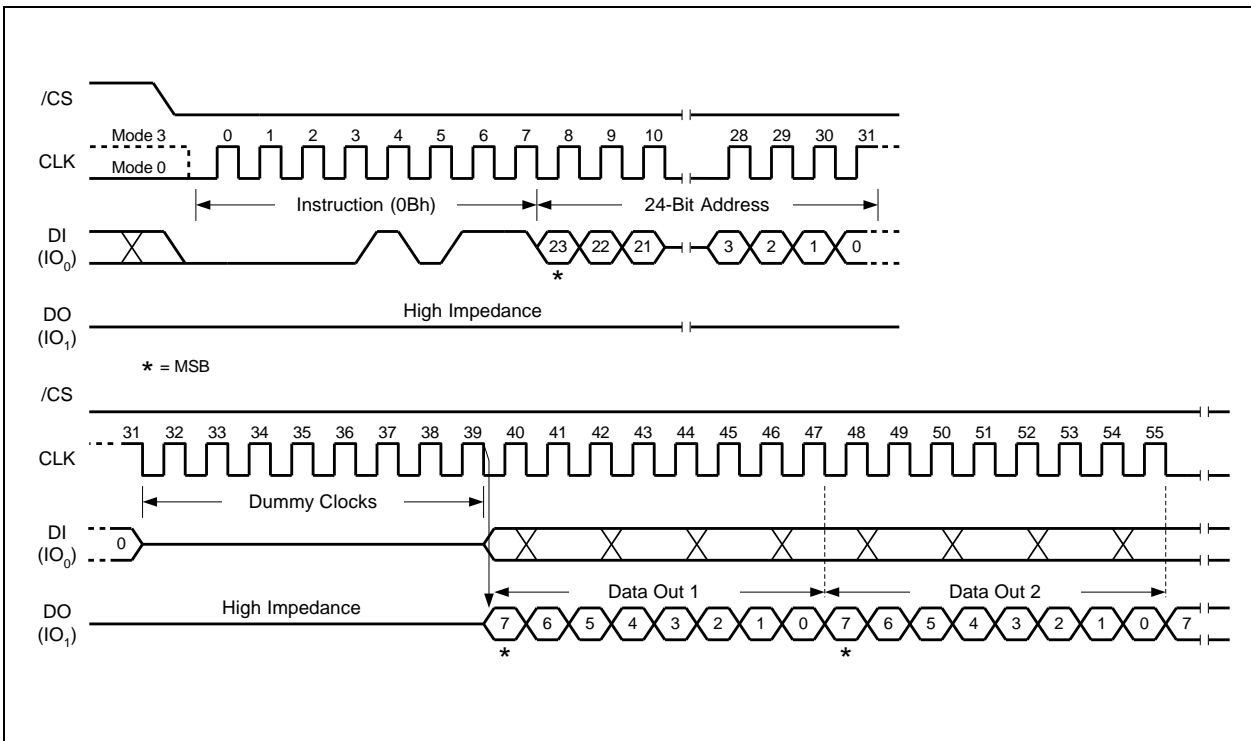 /CS
Mode 3 0 1 2 3 4 5 6 7 8 9 10 28 29 30 31
CLK Mode 0
Instruction (0Bh) 24-Bit Address
DI
(IO0) 23 22 21 3 2 1 0
*
High Impedance
DO
(IO1)
* = MSB
/CS
31 32 33 34 35 36 37 38 39 40 41 42 43 44 45 46 47 48 49 50 51 52 53 54 55
CLK
Dummy Clocks
DI
(IO0) 0
Data Out 1 Data Out 2
High Impedance
DO
(IO1) 7 6 5 4 3 2 1 0 7 6 5 4 3 2 1 0 7
* *